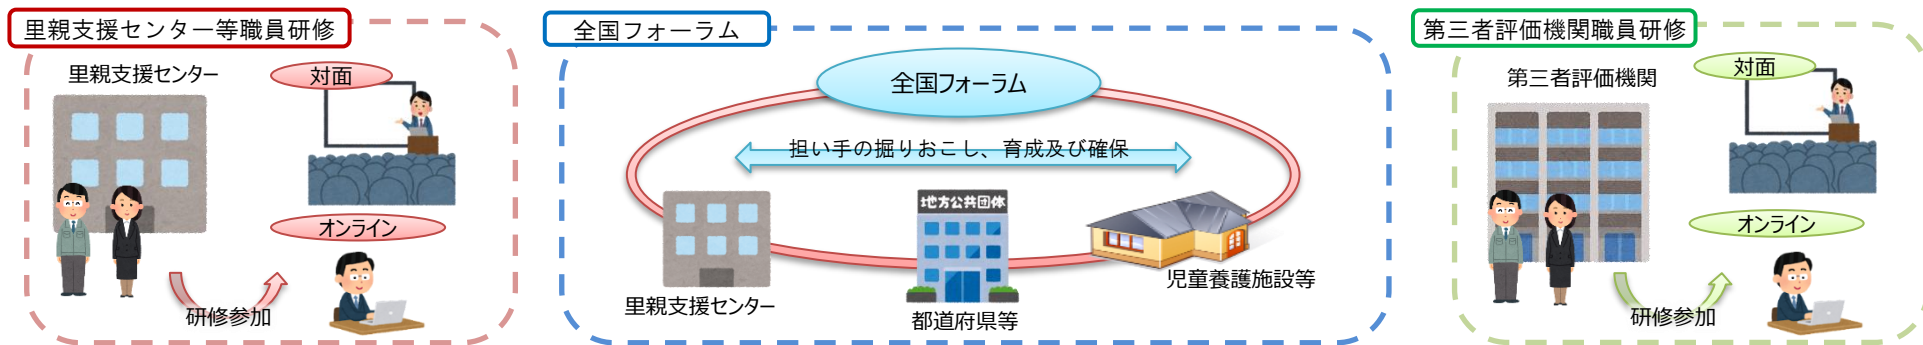 里親支援センター等職員研修
里親支援センター
対面
オンライン
研修参加
全国フォーラム
全国フォーラム
担い手の掘りおこし、育成及び確保
里親支援センター
地方公共団体
都道府県等
児童養護施設等
第三者評価機関職員研修
第三者評価機関
対面
オンライン
研修参加